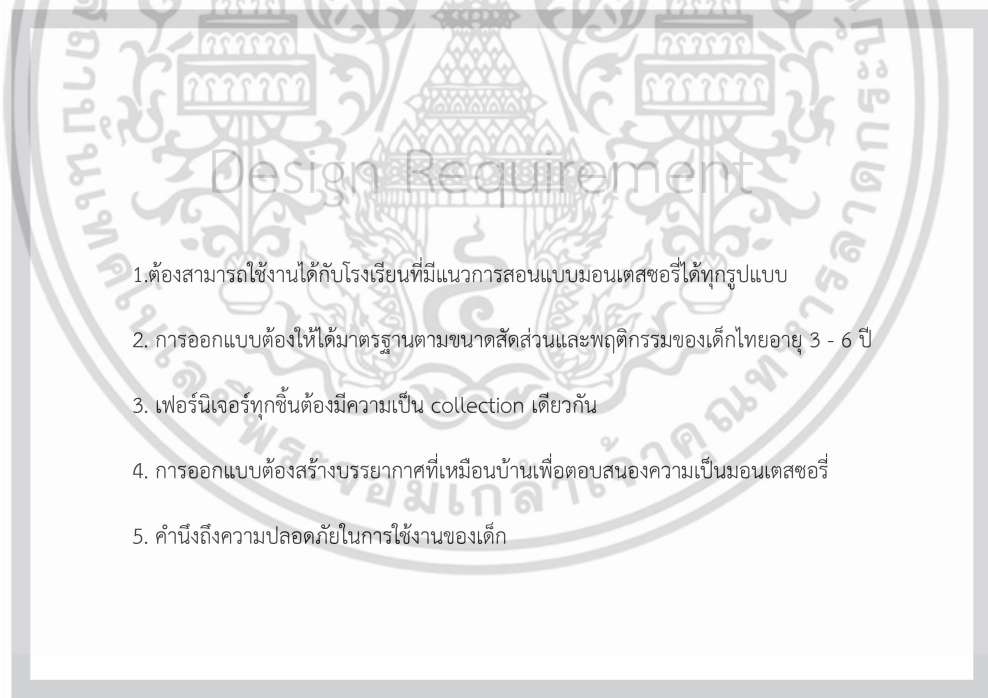 Design Requirement
1.ต้องสามารถใช้งานได้กับโรงเรียนที่มีแนวการสอนแบบมอนเตสซอรี่ได้ทุกรูปแบบ
2. การออกแบบต้องให้ได้มาตรฐานตามขนาดสัดส่วนและพฤติกรรมของเด็กไทยอายุ 3 - 6 ปี
3. เฟอร์นิเจอร์ทุกชิ้นต้องมีความเป็น collection เดียวกัน
4. การออกแบบต้องสร้างบรรยากาศที่เหมือนบ้านเพื่อตอบสนองความเป็นมอนเตสซอรี่
5. คำนึงถึงความปลอดภัยในการใช้งานของเด็ก